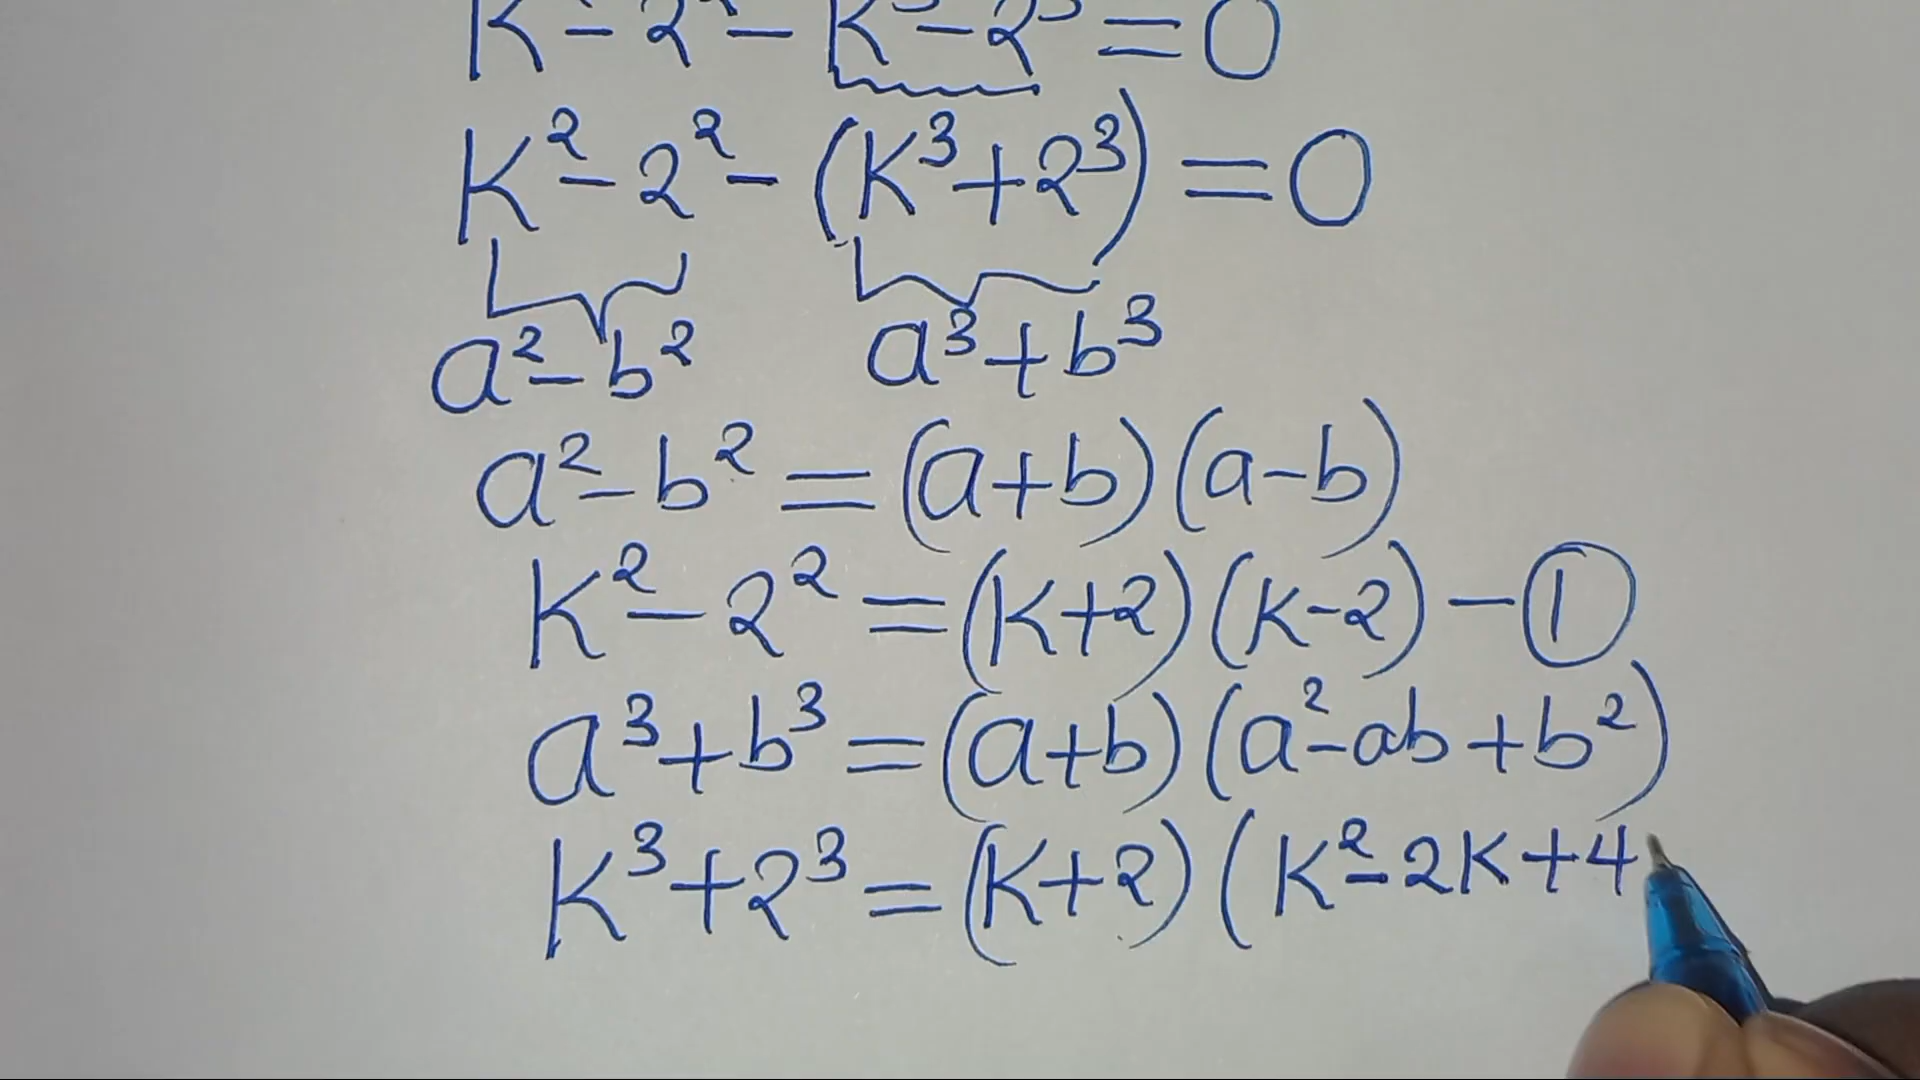 K² - 2² - K³ - 2³ = 0
K² - 2² - (K³ + 2³) = 0
a² - b² a³ + b³
a² - b² = (a+b)(a-b)
K² - 2² = (K+2)(K-2) - ①
a³ + b³ = (a+b)(a² - ab + b²)
K³ + 2³ = (K+2)(K² - 2K + 4